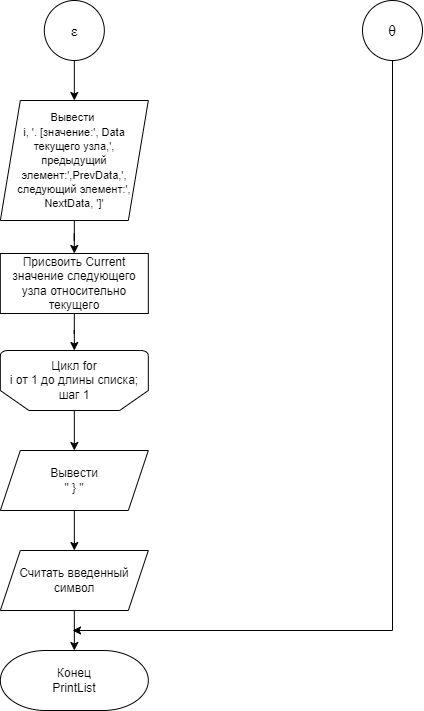 ε
θ
Вывести
i, '. [значение:', Data
текущего узла,',
предыдущий
элемент:',PrevData,',
следующий элемент:',
NextData, ']'
Присвоить Current
значение следующего
узла относительно
текущего
Цикл for
i от 1 до длины списка;
шаг 1
Вывести
" } "
Считать введенный
символ
Конец
PrintList